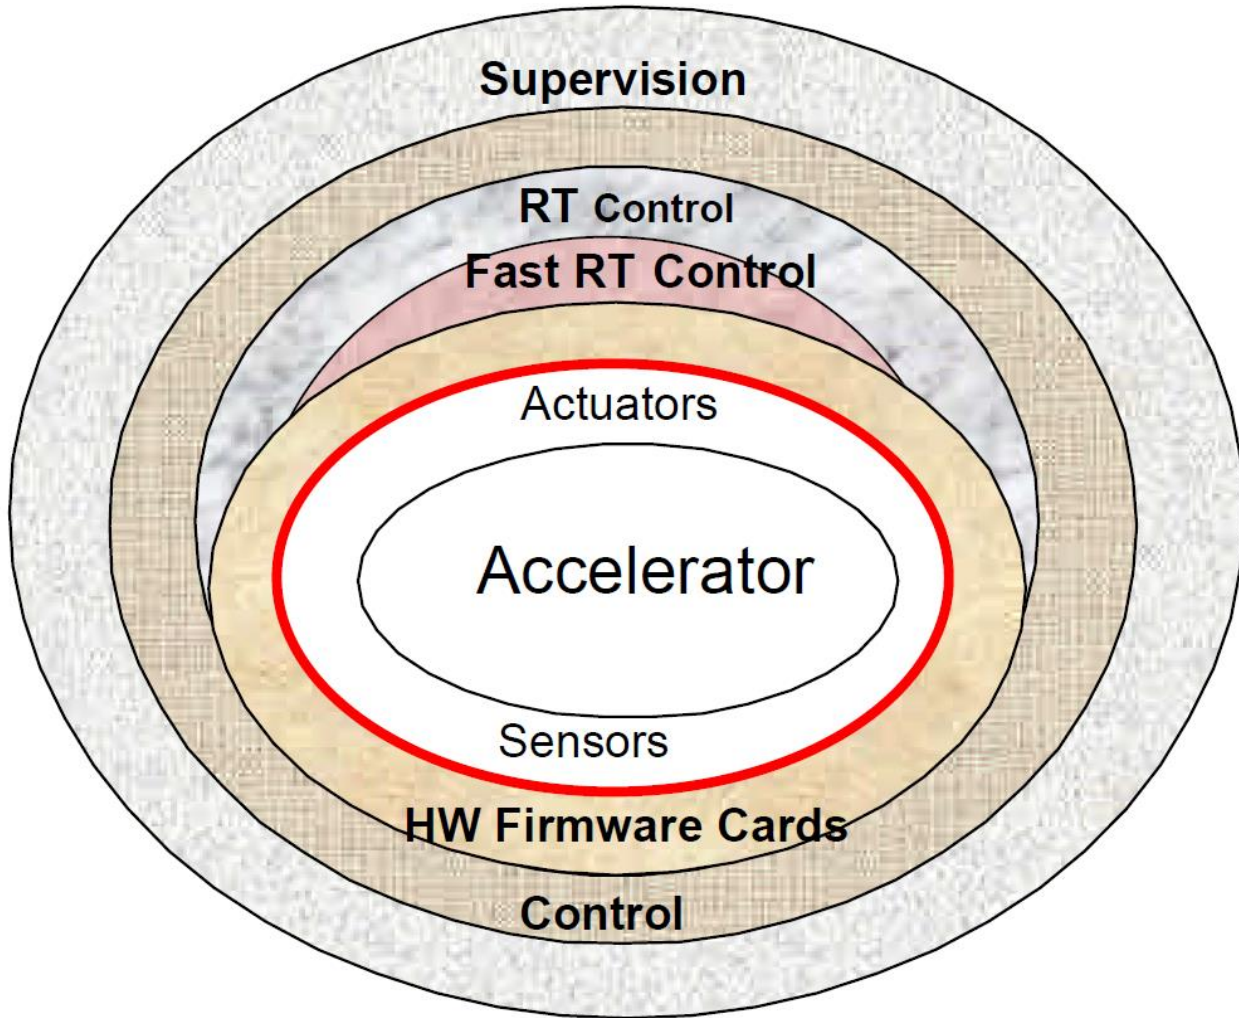 Supervision
RT Control
Fast RT Control
Actuators
Accelerator
Sensors
HW Firmware Cards
Control